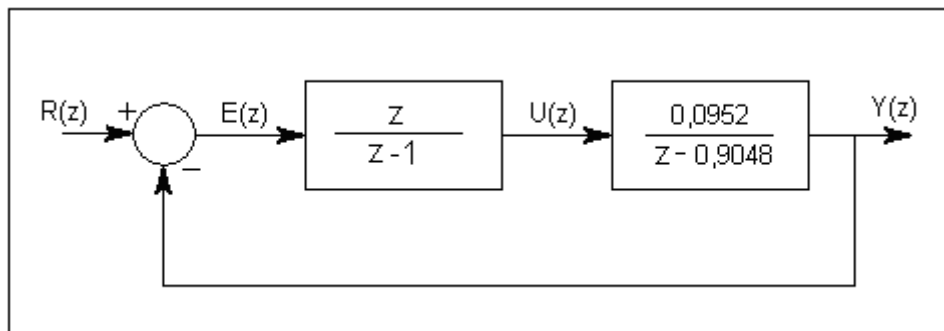 R(z)
+
−
E(z)
z
z - 1
U(z)
0,0952
z - 0,9048
Y(z)